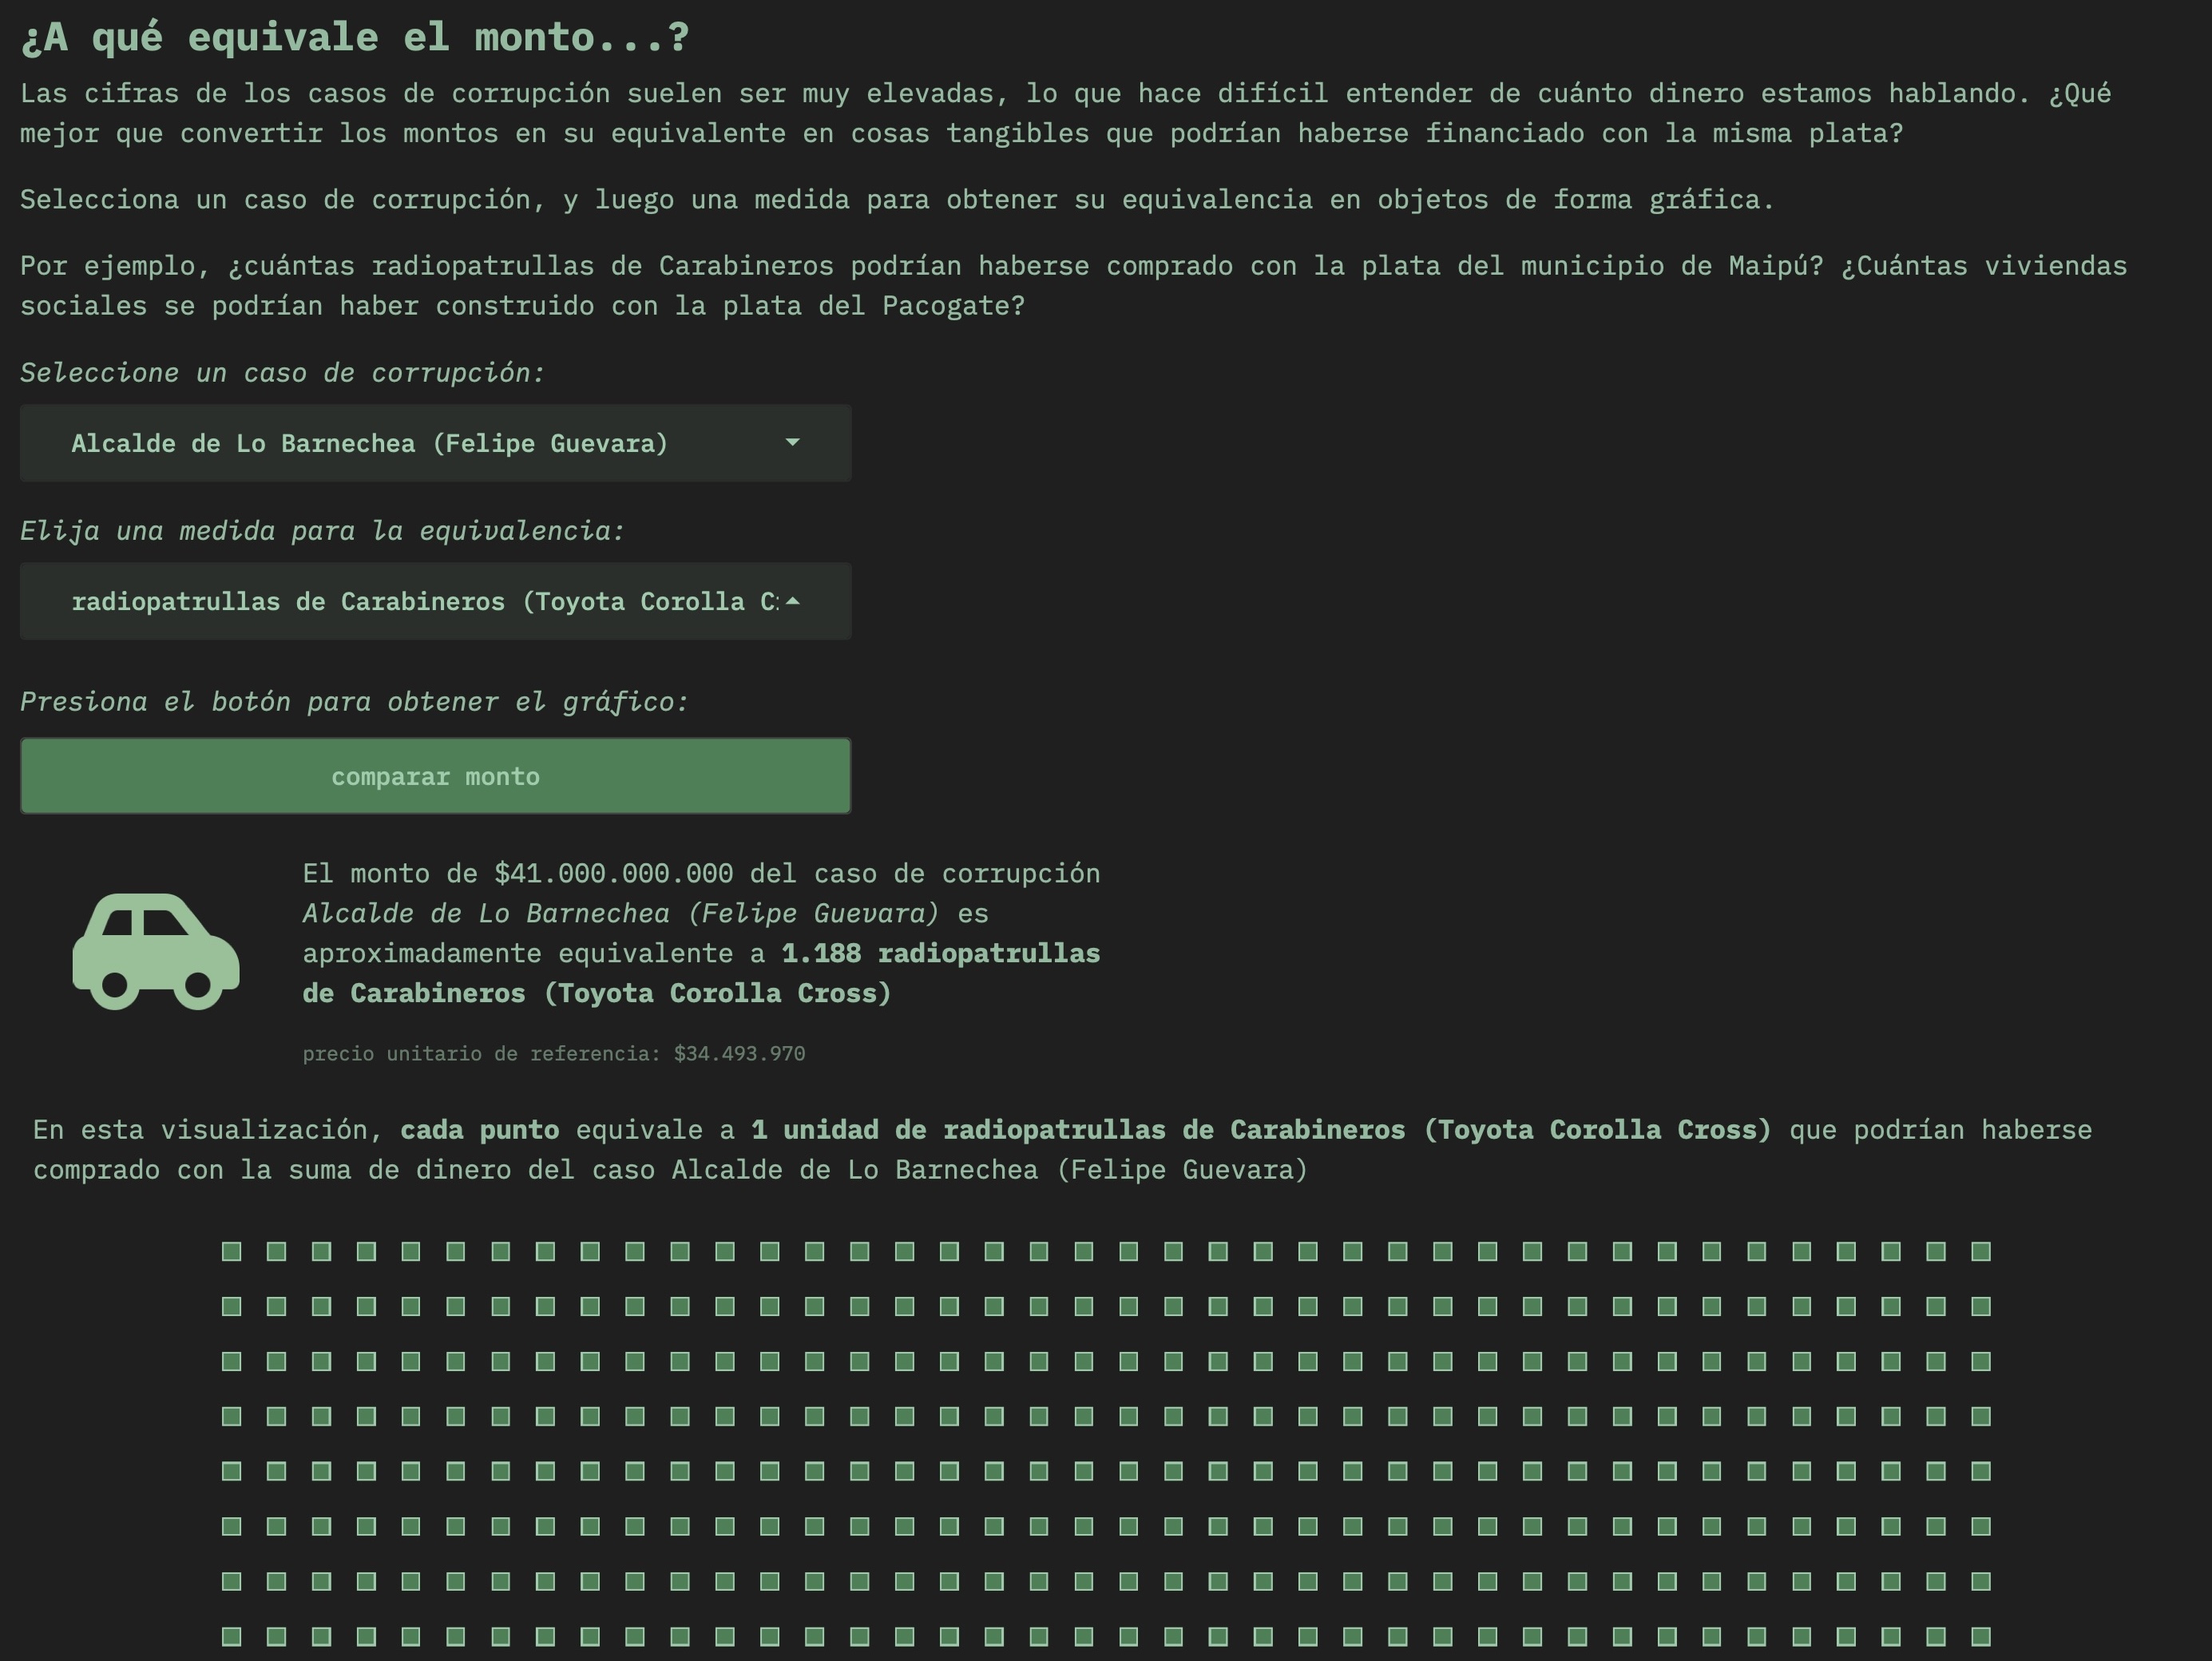 ¿A qué equivale el monto...?
Las cifras de los casos de corrupción suelen ser muy elevadas, lo que hace difícil entender de cuánto dinero estamos hablando. ¿Qué
mejor que convertir los montos en su equivalente en cosas tangibles que podrían haberse financiado con la misma plata?
Selecciona un caso de corrupción, y luego una medida para obtener su equivalencia en objetos de forma gráfica.
Por ejemplo, ¿cuántas radiopatrullas de Carabineros podrían haberse comprado con la plata del municipio de Maipú? ¿Cuántas viviendas
sociales se podrían haber construido con la plata del Pacogate?
Seleccione un caso de corrupción:
Alcalde de Lo Barnechea (Felipe Guevara)
Elija una medida para la equivalencia:
radiopatrullas de Carabineros (Toyota Corolla C
Presiona el botón para obtener el gráfico:
comparar monto
El monto de $41.000.000.000 del caso de corrupción
Alcalde de Lo Barnechea (Felipe Guevara) es
aproximadamente equivalente a 1.188 radiopatrullas
de Carabineros (Toyota Corolla Cross)
precio unitario de referencia: $34.493.970
En esta visualización, cada punto equivale a 1 unidad de radiopatrullas de Carabineros (Toyota Corolla Cross) que podrían haberse
comprado con la suma de dinero del caso Alcalde de Lo Barnechea (Felipe Guevara)